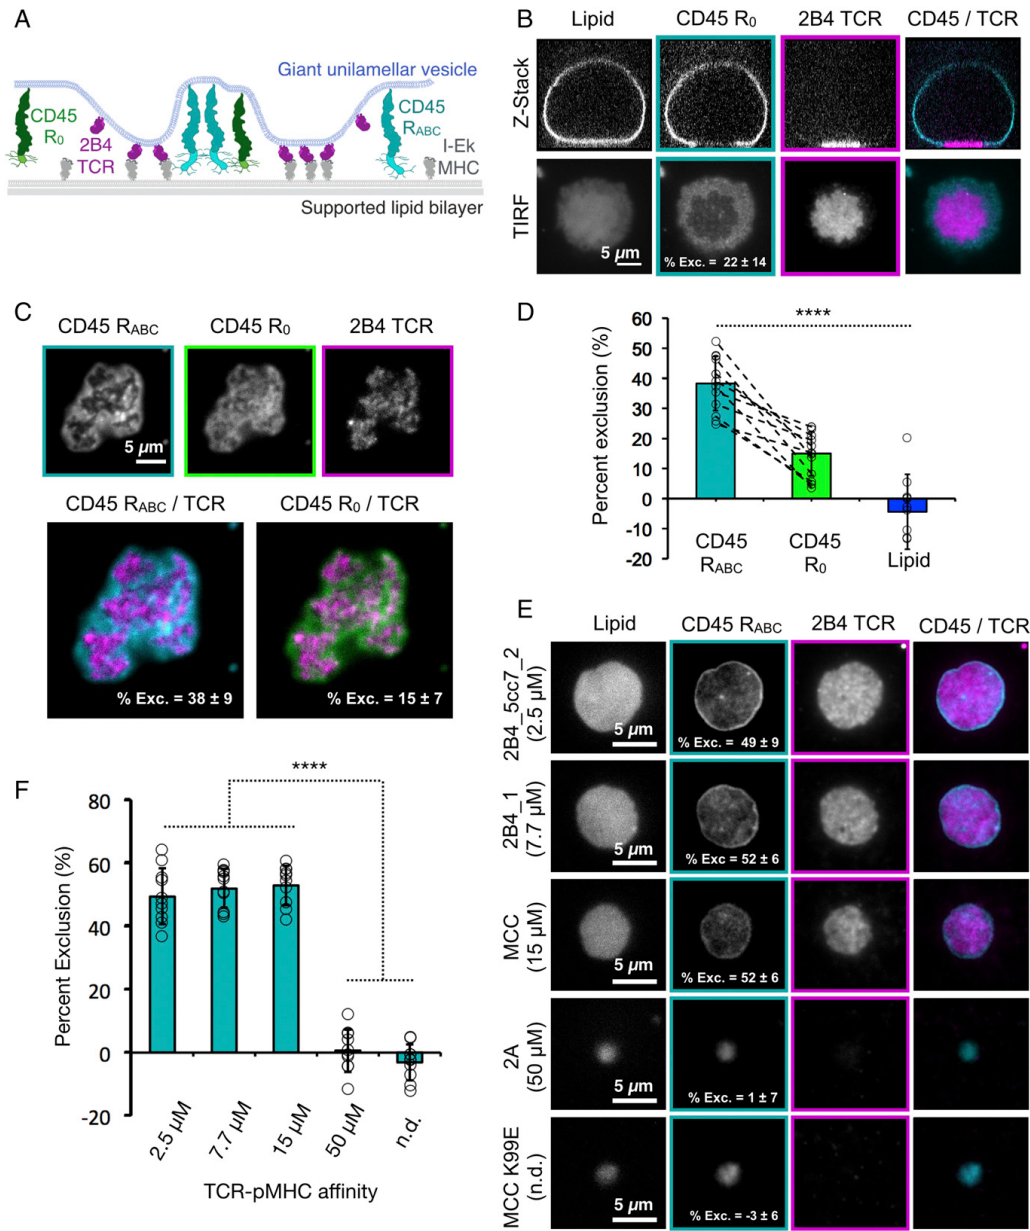 A
Giant unilamellar vesicle
CD45
R0
2B4
TCR
CD45
RABC
I-Ek
MHC
Supported lipid bilayer
B
Lipid
CD45 R0
2B4 TCR
CD45 / TCR
Z-Stack
TIRF
5 µm
% Exc. = 22 ± 14
C
CD45 RABC
CD45 R0
2B4 TCR
5 µm
CD45 RABC / TCR
CD45 R0 / TCR
% Exc. = 38 ± 9
% Exc. = 15 ± 7
D
Percent exclusion (%)
60
50
40
30
20
10
0
-10
-20
****
CD45
RABC
CD45
R0
Lipid
E
Lipid
CD45 RABC
2B4 TCR
CD45 / TCR
2B4_5cc7_2
(2.5 µM)
5 µm
% Exc. = 49 ± 9
2B4_1
(7.7 µM)
5 µm
% Exc = 52 ± 6
MCC
(15 µM)
5 µm
% Exc. = 52 ± 6
2A
(50 µM)
5 µm
% Exc. = 1 ± 7
MCC K99E
(n.d.)
5 µm
% Exc. = -3 ± 6
F
Percent Exclusion (%)
80
60
40
20
0
-20
****
2.5 µM
7.7 µM
15 µM
50 µM
n.d.
TCR-pMHC affinity